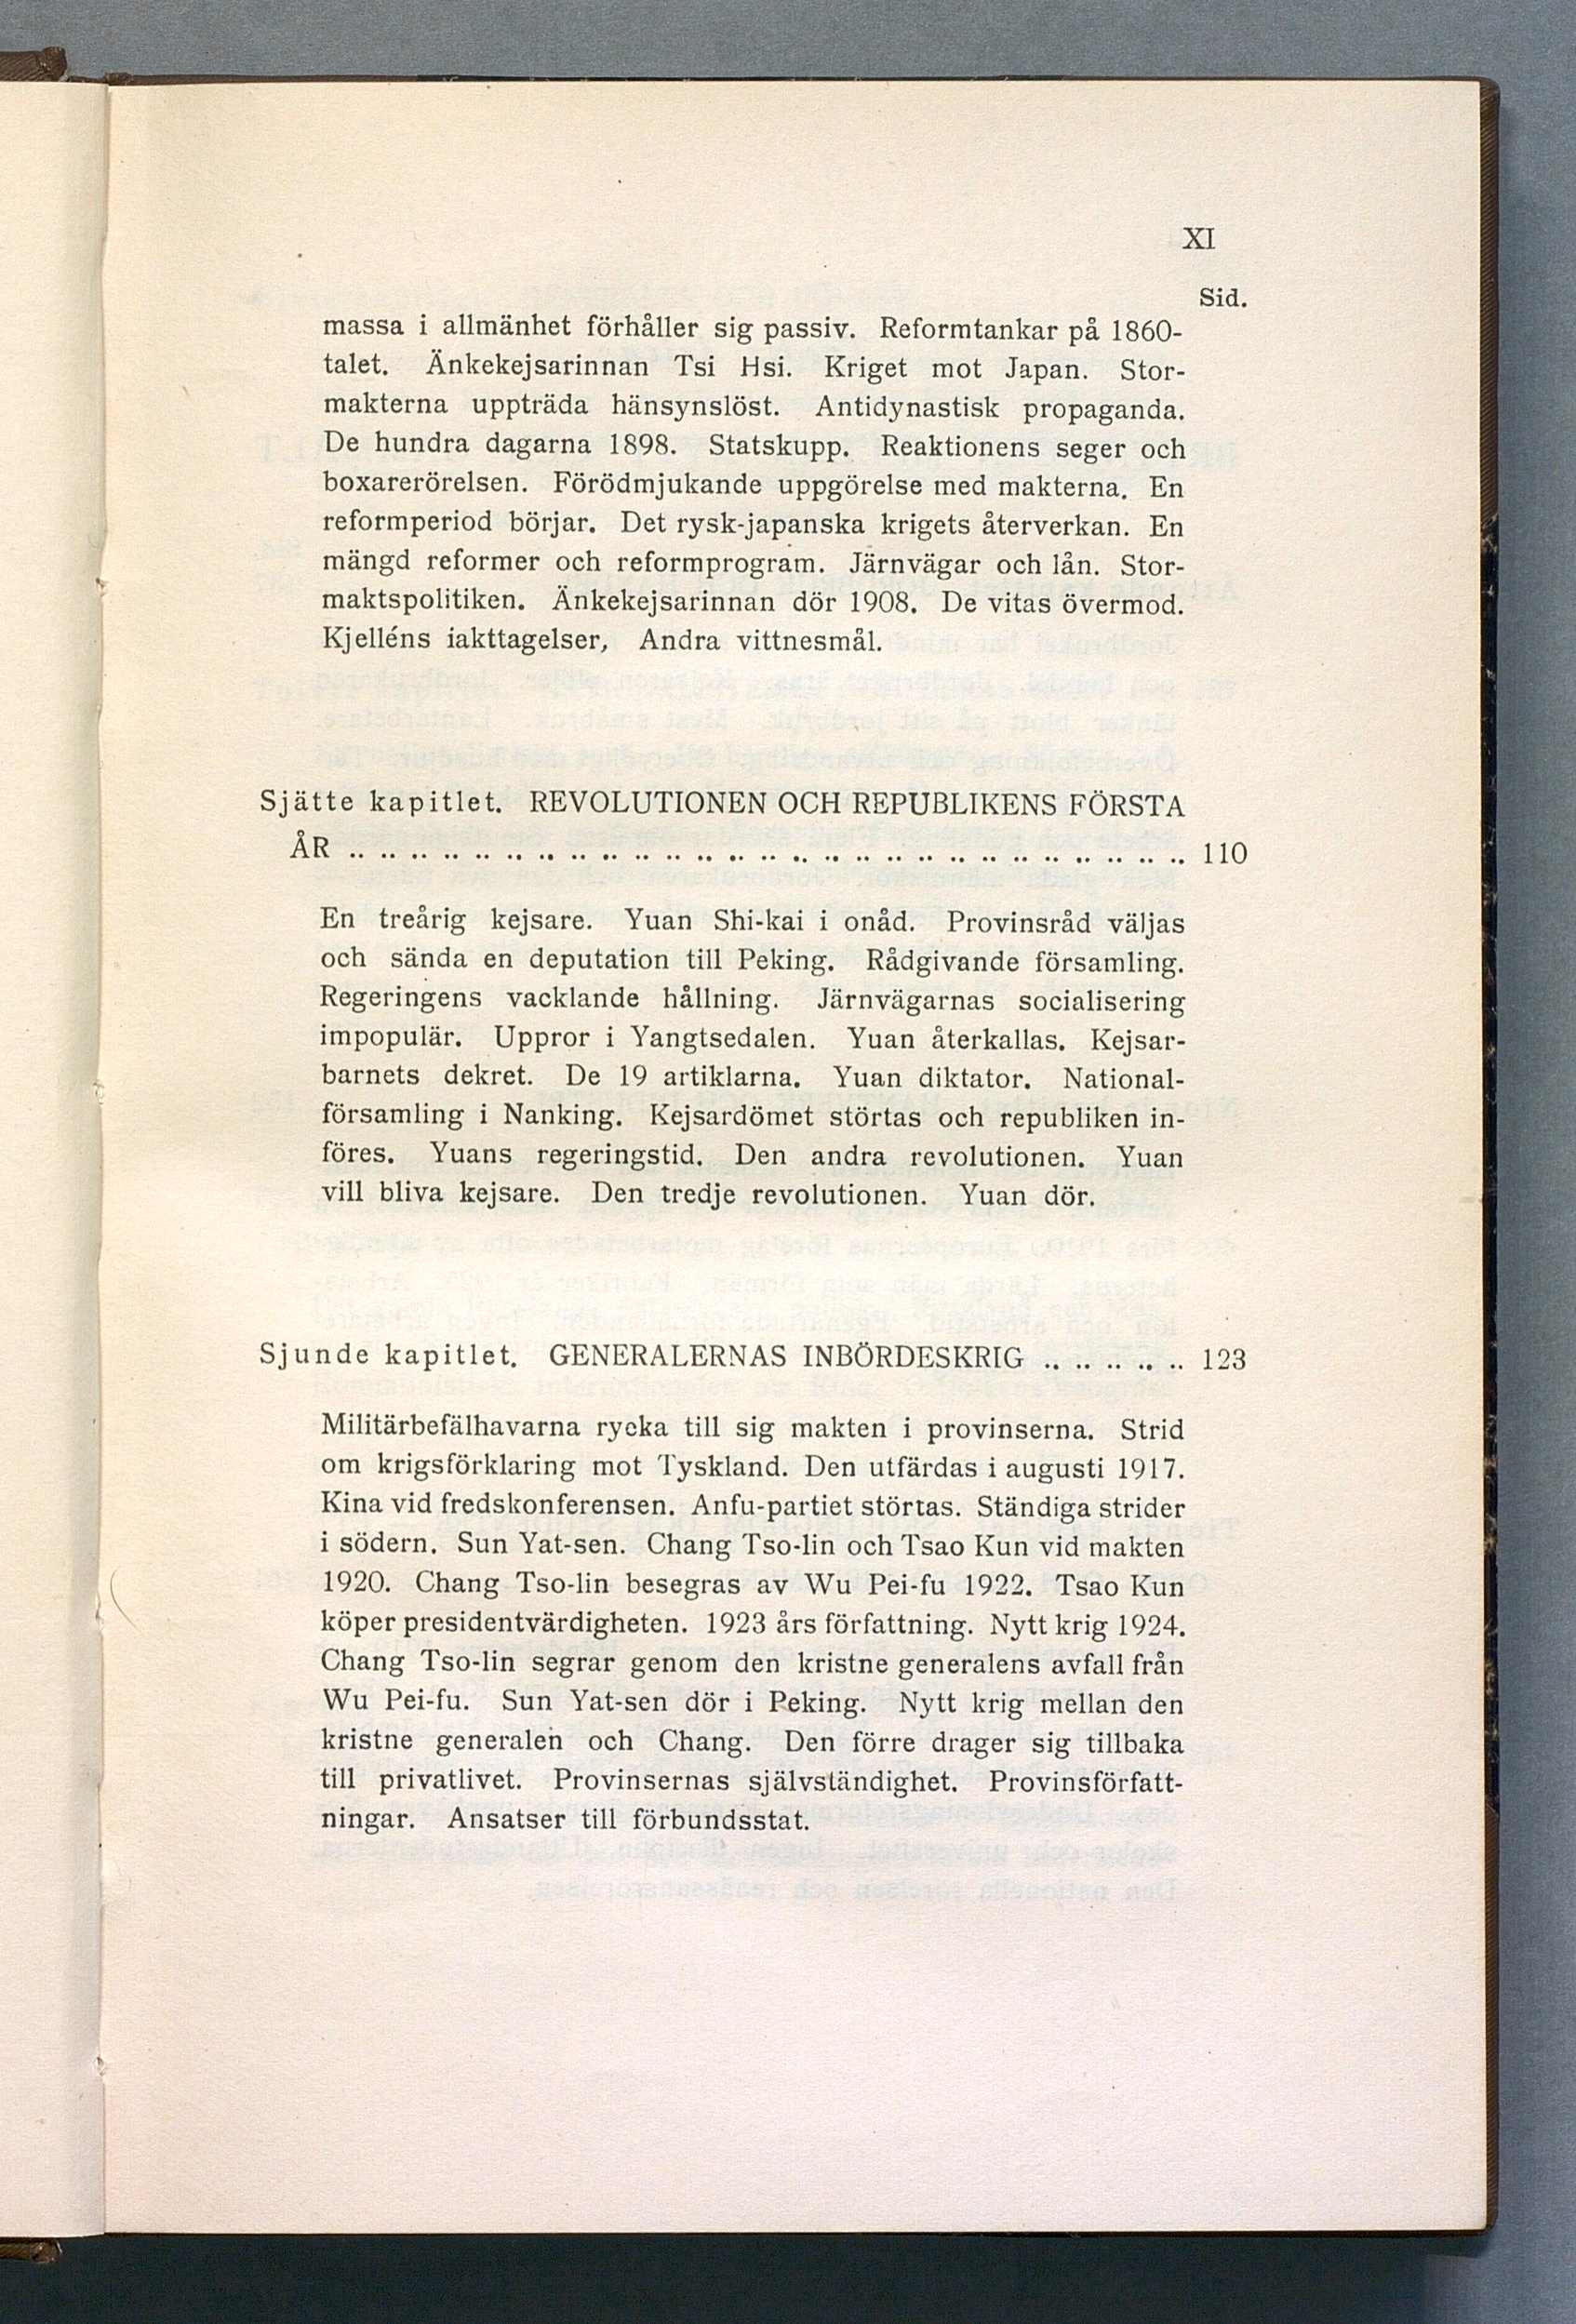 XI
Sid.
massa i allmänhet förhåller sig passiv. Reformtankar på 1860-
talet. Änkekejsarinnan Tsi Hsi. Kriget mot Japan. Stor-
makterna uppträda hänsynslöst. Antidynastisk propaganda.
De hundra dagarna 1898. Statskupp. Reaktionens seger och
boxarerörelsen. Förödmjukande uppgörelse med makterna. En
reformperiod börjar. Det rysk-japanska krigets återverkan. En
mängd reformer och reformprogram. Järnvägar och lån. Stor-
maktspolitiken. Änkekejsarinnan dör 1908. De vitas övermod.
Kjelléns iakttagelser, Andra vittnesmål.
Sjätte kapitlet. REVOLUTIONEN OCH REPUBLIKENS FÖRSTA
ÅR .. .. .. .. .. .. .. .. .. .. .. .. .. .. .. .. .. .. .. .. .. .. .. .. .. .. .. 110
En treårig kejsare. Yuan Shi-kai i onåd. Provinsråd väljas
och sända en deputation till Peking. Rådgivande församling.
Regeringens vacklande hållning. Järnvägarnas socialisering
impopulär. Uppror i Yangtsedalen. Yuan återkallas. Kejsar-
barnets dekret. De 19 artiklarna. Yuan diktator. National-
församling i Nanking. Kejsardömet störtas och republiken in-
föres. Yuans regeringstid. Den andra revolutionen. Yuan
vill bliva kejsare. Den tredje revolutionen. Yuan dör.
Sjunde kapitlet. GENERALERNAS INBÖRDESKRIG .. .. .. .. .. 123
Militärbefälhavarna rycka till sig makten i provinserna. Strid
om krigsförklaring mot Tyskland. Den utfärdas i augusti 1917.
Kina vid fredskonferensen. Anfu-partiet störtas. Ständiga strider
i södern. Sun Yat-sen. Chang Tso-lin och Tsao Kun vid makten
1920. Chang Tso-lin besegras av Wu Pei-fu 1922. Tsao Kun
köper presidentvärdigheten. 1923 års författning. Nytt krig 1924.
Chang Tso-lin segrar genom den kristne generalens avfall från
Wu Pei-fu. Sun Yat-sen dör i Peking. Nytt krig mellan den
kristne generalen och Chang. Den förre drager sig tillbaka
till privatlivet. Provinsernas självständighet. Provinsförfatt-
ningar. Ansatser till förbundsstat.